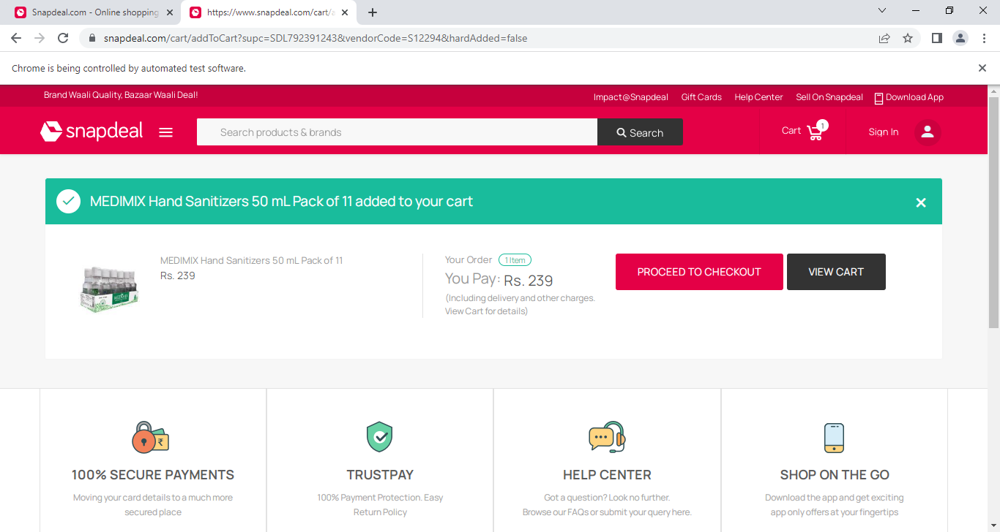 Snapdeal.com - Online shopping
https://www.snapdeal.com/cart/a
snapdeal.com/cart/addToCart?supc=SDL792391243&vendorCode=S12294&hardAdded=false
Chrome is being controlled by automated test software.
Brand Waali Quality, Bazaar Waali Deal!
Impact@Snapdeal Gift Cards Help Center Sell On Snapdeal Download App
snapdeal
Search products & brands
Search
Cart 1
Sign In
MEDIMIX Hand Sanitizers 50 mL Pack of 11 added to your cart
MEDIMIX Hand Sanitizers 50 mL Pack of 11
Rs. 239
MEDIMIX
Your Order 1 Item
You Pay: Rs. 239
(Including delivery and other charges.
View Cart for details)
PROCEED TO CHECKOUT
VIEW CART
₹
100% SECURE PAYMENTS
Moving your card details to a much more
secured place
TRUSTPAY
100% Payment Protection. Easy
Return Policy
HELP CENTER
Got a question? Look no further.
Browse our FAQs or submit your query here.
SHOP ON THE GO
Download the app and get exciting
app only offers at your fingertips